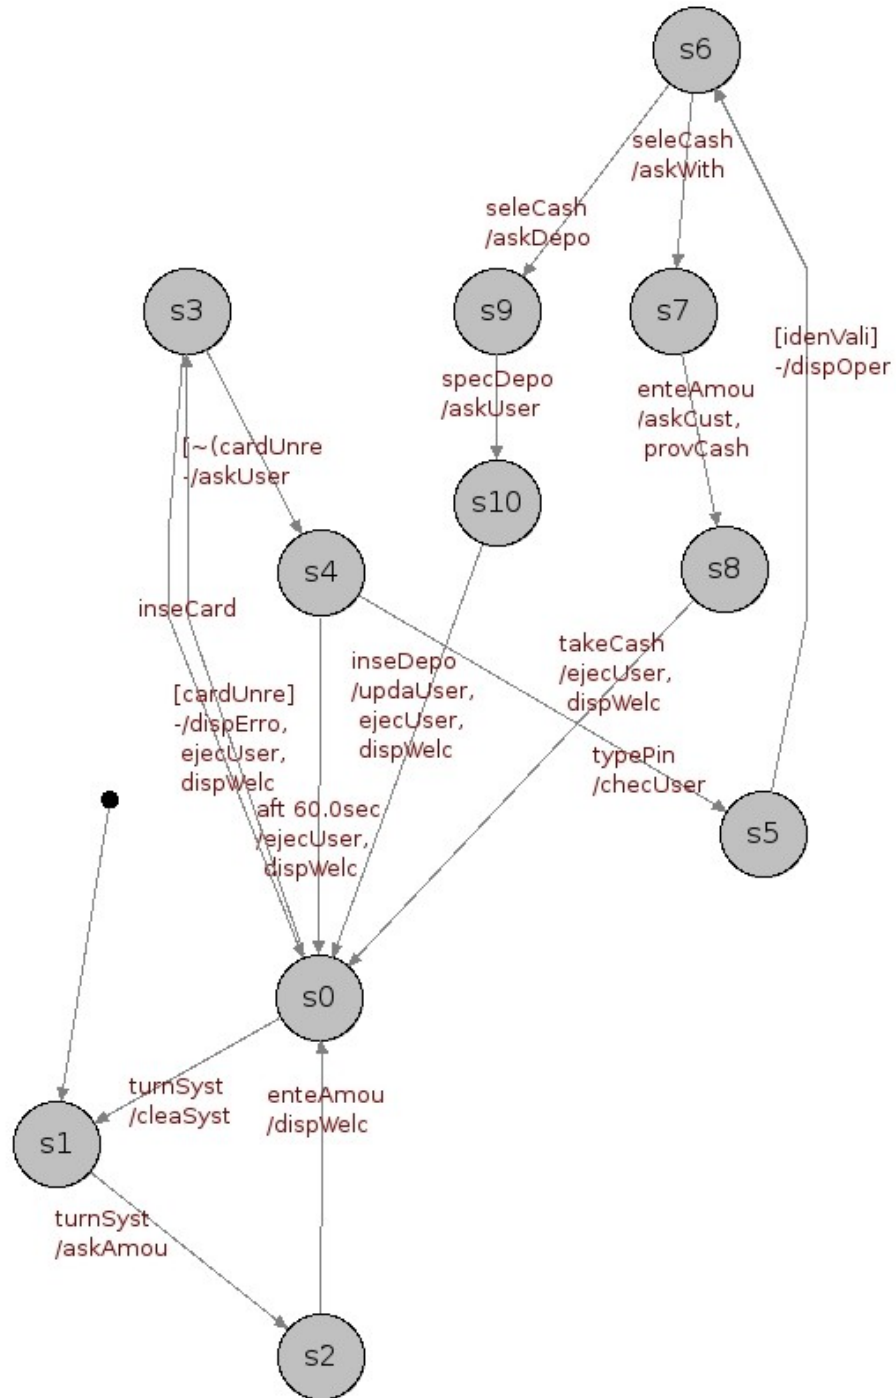 s6
seleCash
/askWith
seleCash
/askDepo
s3
s9
s7
[idenVali]
-/dispOper
specDepo
/askUser
enteAmou
/askCust,
provCash
[~(cardUnre
-/askUser
s10
s4
s8
inseCard
takeCash
/ejecUser,
dispWelc
inseDepo
/updaUser,
ejecUser,
dispWelc
[cardUnre]
-/dispErro,
ejecUser,
dispWelc
typePin
/checUser
aft 60.0sec
/ejecUser,
dispWelc
s5
s0
turnSyst
/cleaSyst
enteAmou
/dispWelc
s1
turnSyst
/askAmou
s2